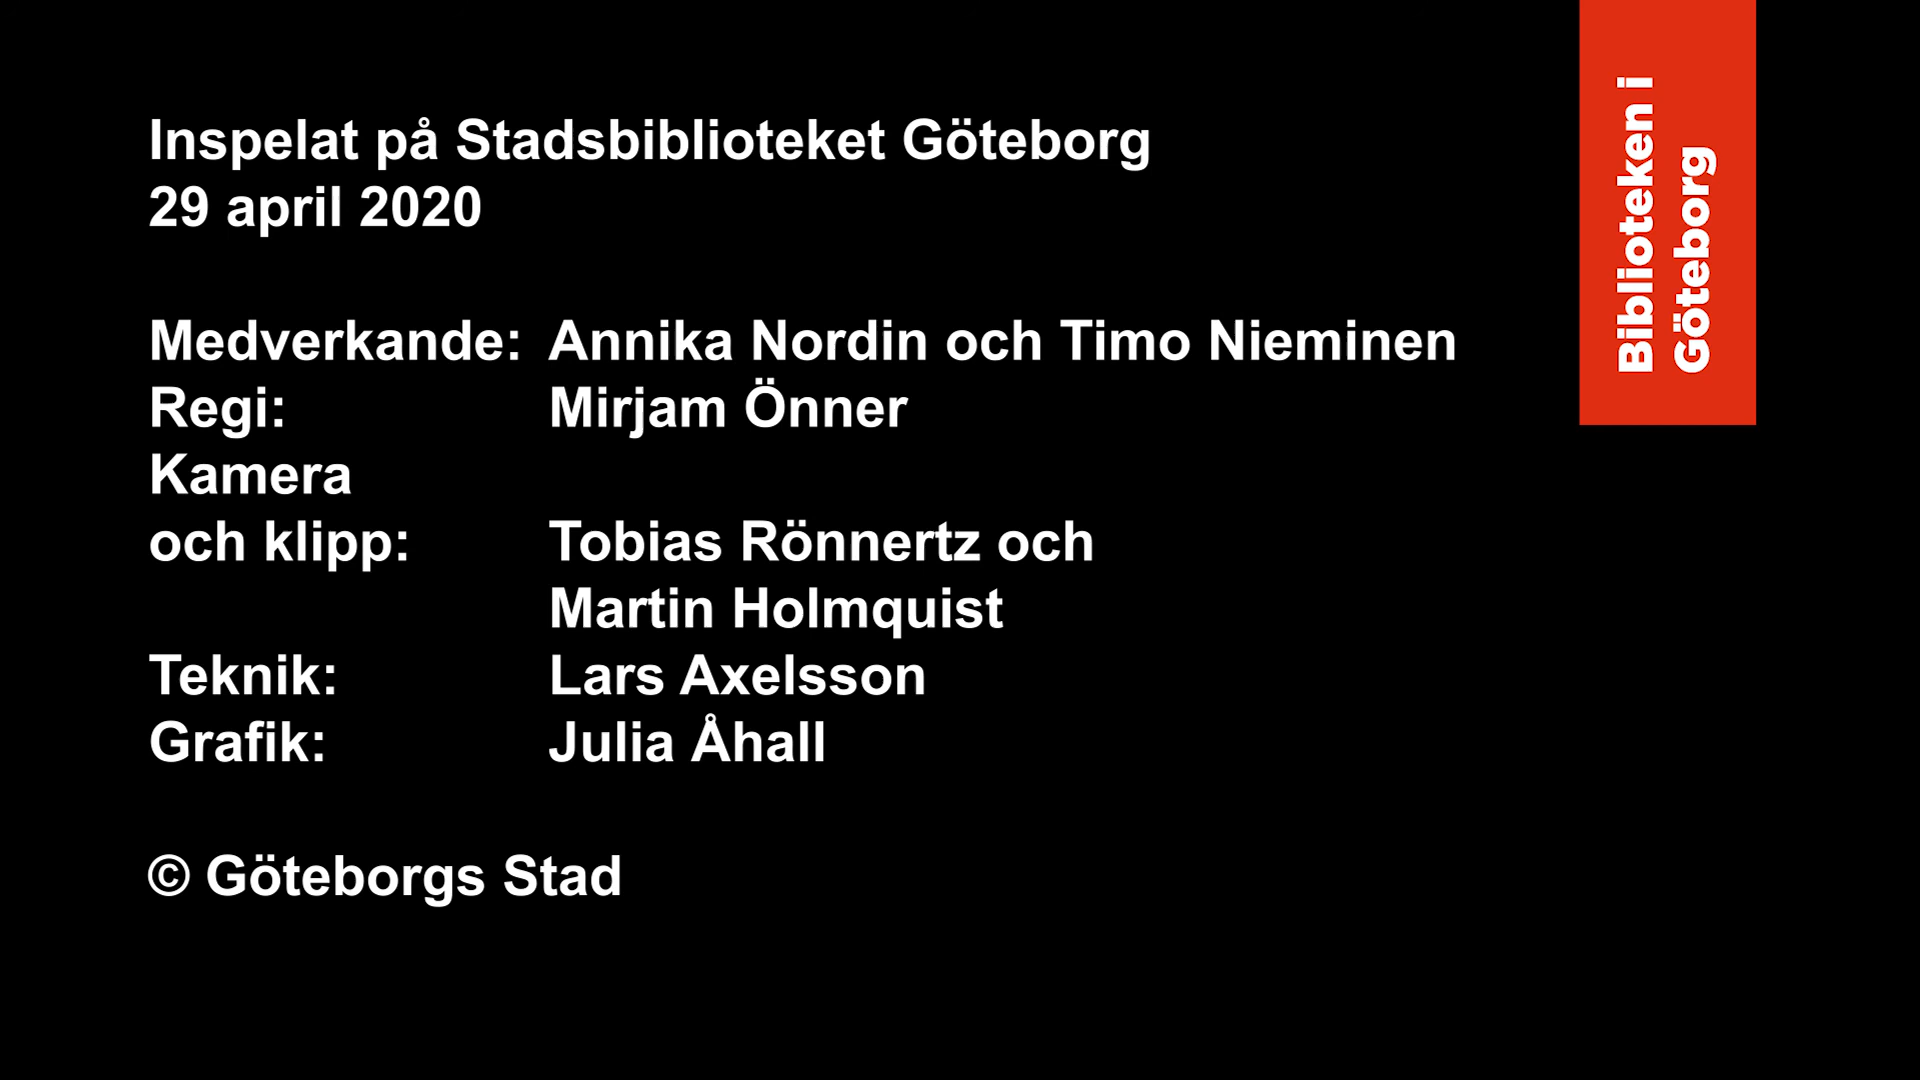 Inspelat på Stadsbiblioteket Göteborg
29 april 2020
Medverkande: Annika Nordin och Timo Nieminen
Regi: Mirjam Önner
Kamera
och klipp: Tobias Rönnertz och
Martin Holmquist
Teknik: Lars Axelsson
Grafik: Julia Åhall
© Göteborgs Stad
Biblioteken i
Göteborg